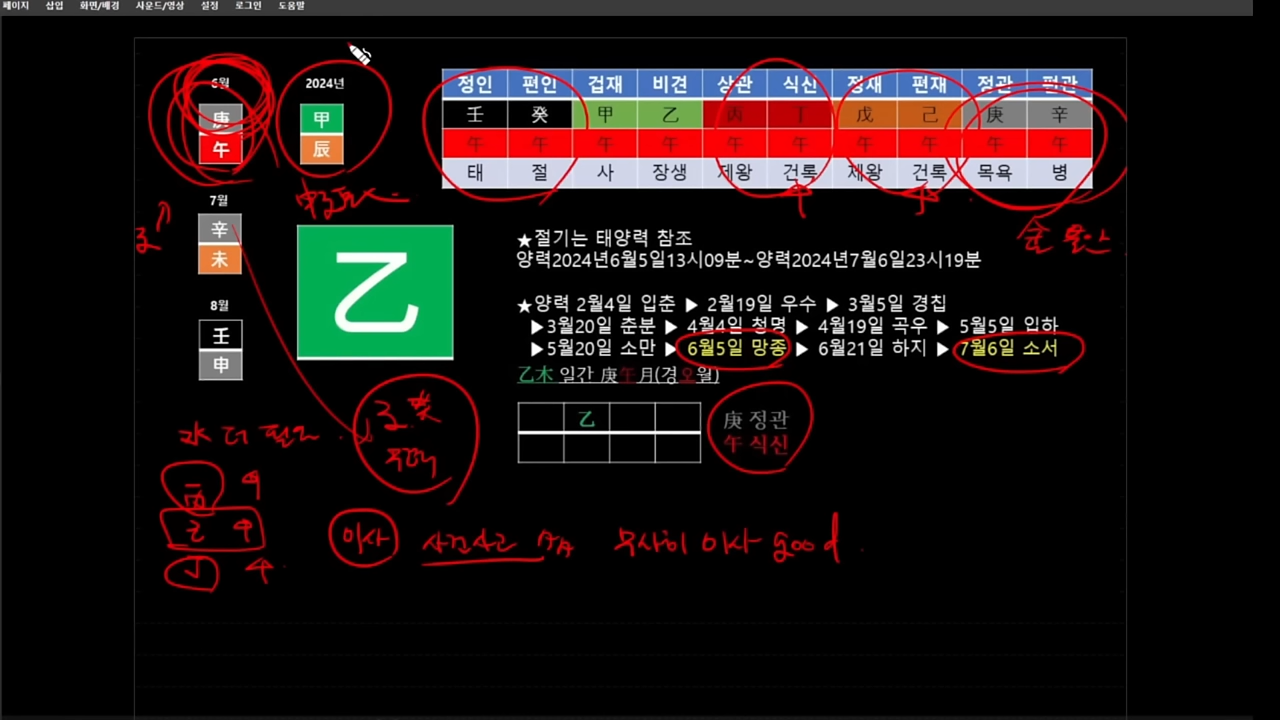 페이지 삽입 화면/배경 사운드/영상 설정 로그인 도움말
6월
庚
午
2024년
甲
辰
7월
辛
未
8월
壬
申
정인 편인 겁재 비견 상관 식신 정재 편재 정관 편관
壬 癸 甲 乙 丙 丁 戊 己 庚 辛
午 午 午 午 午 午 午 午 午 午
태 절 사 장생 제왕 건록 제왕 건록 목욕 병
乙
★절기는 태양력 참조
양력2024년6월5일13시09분~양력2024년7월6일23시19분
★양력 2월4일 입춘 ▶ 2월19일 우수 ▶ 3월5일 경칩
▶3월20일 춘분 ▶ 4월4일 청명 ▶ 4월19일 곡우 ▶ 5월5일 입하
▶5월20일 소만 ▶ 6월5일 망종 ▶ 6월21일 하지 ▶ 7월6일 소서
乙木 일간 庚午月(경오월)
乙
庚 정관
午 식신
이사 사건사고 무사히 이사 good